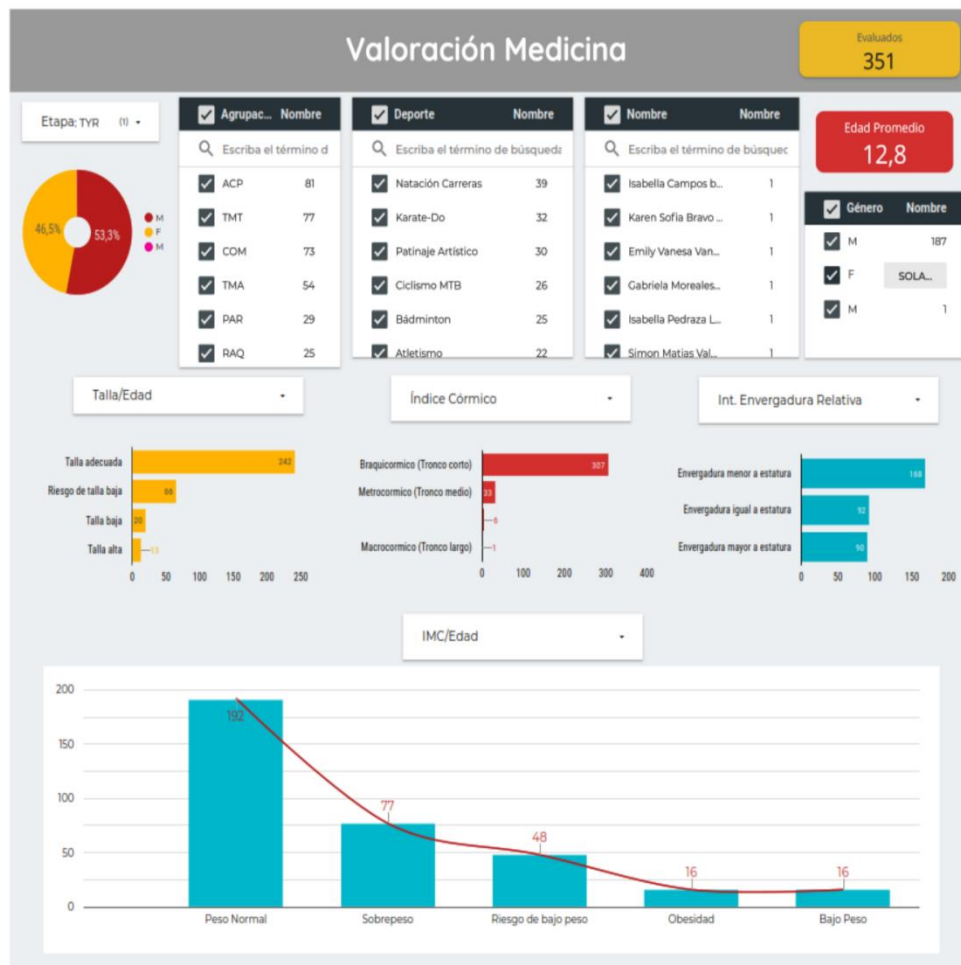 Valoración Medicina
Evaluados
351
Etapa: TYR (1)
Agrupac... Nombre
Escriba el término d
ACP 81
TMT 77
COM 73
TMA 54
PAR 29
RAQ 25
Deporte Nombre
Escriba el término de búsqueda
Natación Carreras 39
Karate-Do 32
Patinaje Artístico 30
Ciclismo MTB 26
Bádminton 25
Atletismo 22
Nombre Nombre
Escriba el término de búsquec
Isabella Campos b... 1
Karen Sofia Bravo ... 1
Emily Vanesa Van... 1
Gabriela Moreales... 1
Isabella Pedraza L... 1
Simon Matias Val... 1
Edad Promedio
12,8
Género Nombre
M 187
F SOLA...
M 1
46,5%
53,3%
M
F
M
Talla/Edad
Talla adecuada 242
Riesgo de talla baja
Talla baja 20
Talla alta 13
0 50 100 150 200 250
Índice Córmico
Braquicormico (Tronco corto) 307
Metrocormico (Tronco medio) 33
Macrocormico (Tronco largo) 1
0 100 200 300 400
Int. Envergadura Relativa
Envergadura menor a estatura 168
Envergadura igual a estatura 92
Envergadura mayor a estatura 90
0 50 100 150 200
IMC/Edad
200
150
100
50
0
192
77
48
16
16
Peso Normal
Sobrepeso
Riesgo de bajo peso
Obesidad
Bajo Peso